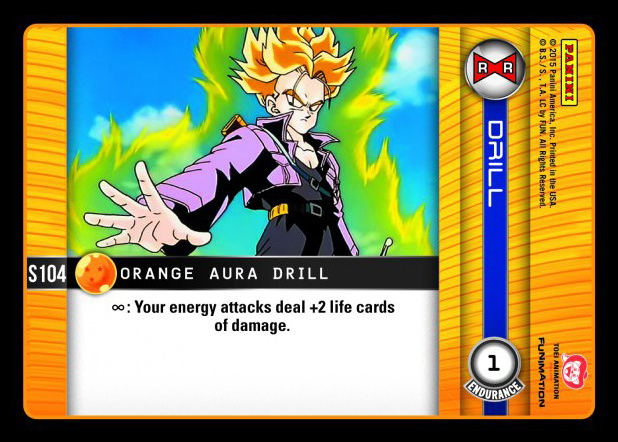 S104
ORANGE AURA DRILL
∞: Your energy attacks deal +2 life cards
of damage.
R R
DRILL
1
ENDURANCE
PANINI
© 2015 Panini America, Inc. Printed in the USA.
© B.S./S., T.A. LC by FUN. All Rights Reserved.
TOEI ANIMATION
FUNIMATION